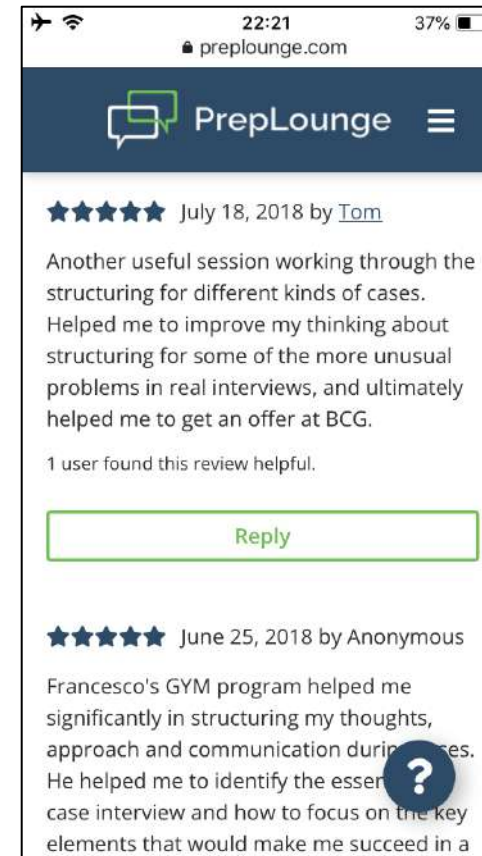 22:21
37%
preplounge.com
PrepLounge
July 18, 2018 by Tom
Another useful session working through the
structuring for different kinds of cases.
Helped me to improve my thinking about
structuring for some of the more unusual
problems in real interviews, and ultimately
helped me to get an offer at BCG.
1 user found this review helpful.
Reply
June 25, 2018 by Anonymous
Francesco's GYM program helped me
significantly in structuring my thoughts,
approach and communication during
He helped me to identify the
?
case interview and how to focus on the key
elements that would make me succeed in a